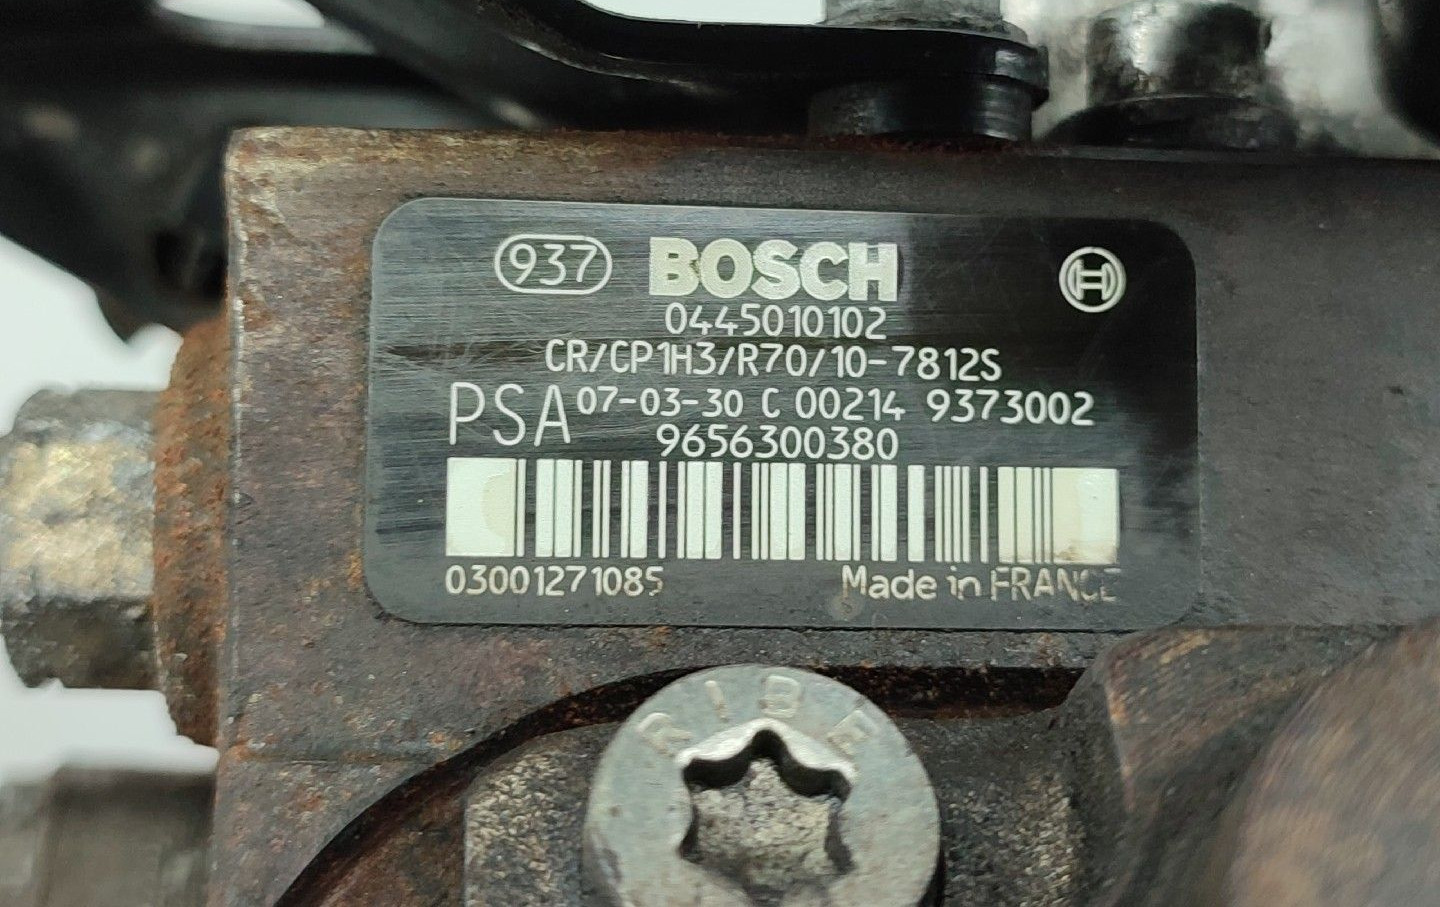 937 BOSCH
0445010102
CR/CP1H3/R70/10-7812S
PSA 07-03-30 C 00214 9373002
9656300380
03001271085 Made in FRANCE
RIBE